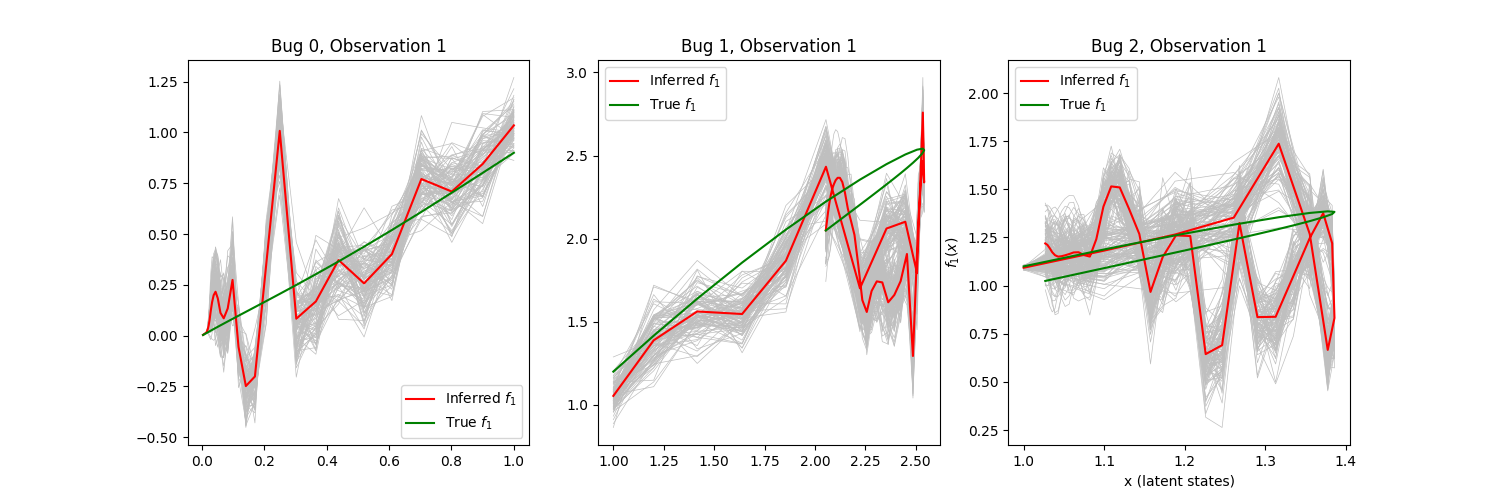 Bug 0, Observation 1
1.25
1.00
0.75
0.50
0.25
0.00
−0.25
−0.50
0.0 0.2 0.4 0.6 0.8 1.0
Inferred f₁
True f₁
Bug 1, Observation 1
3.0
2.5
2.0
1.5
1.0
1.00 1.25 1.50 1.75 2.00 2.25 2.50
Inferred f₁
True f₁
Bug 2, Observation 1
f₁(x)
2.00
1.75
1.50
1.25
1.00
0.75
0.50
0.25
1.0 1.1 1.2 1.3 1.4
x (latent states)
Inferred f₁
True f₁